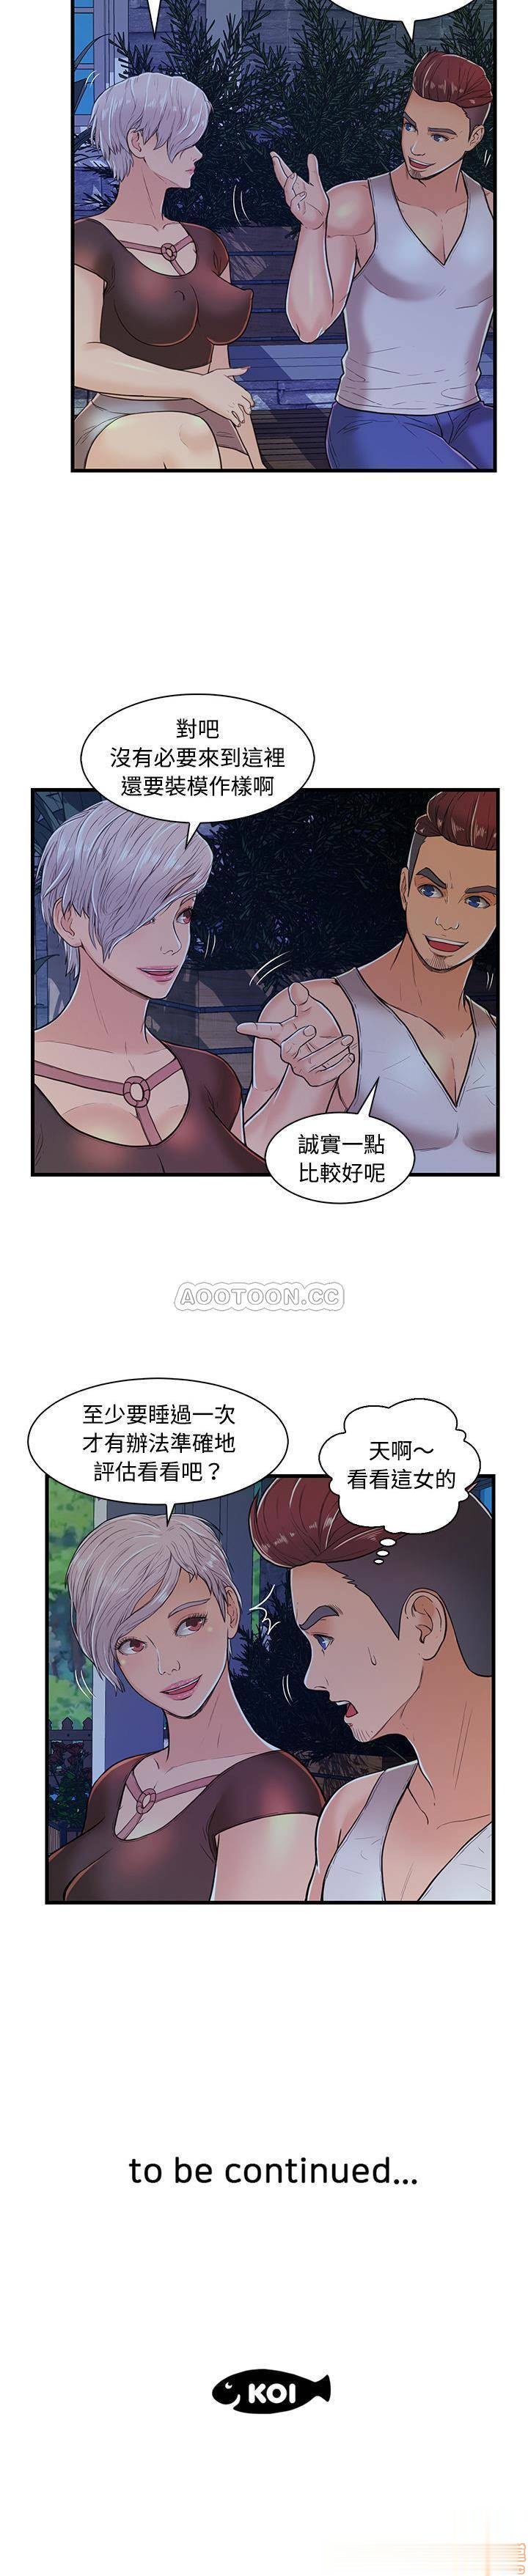 對吧
沒有必要來到這裡
還要裝模作樣啊
誠實一點
比較好呢
AOOTOON.CC
至少要睡過一次
才有辦法準確地
評估看看吧？
天啊～
看看這女的
to be continued...
KOI